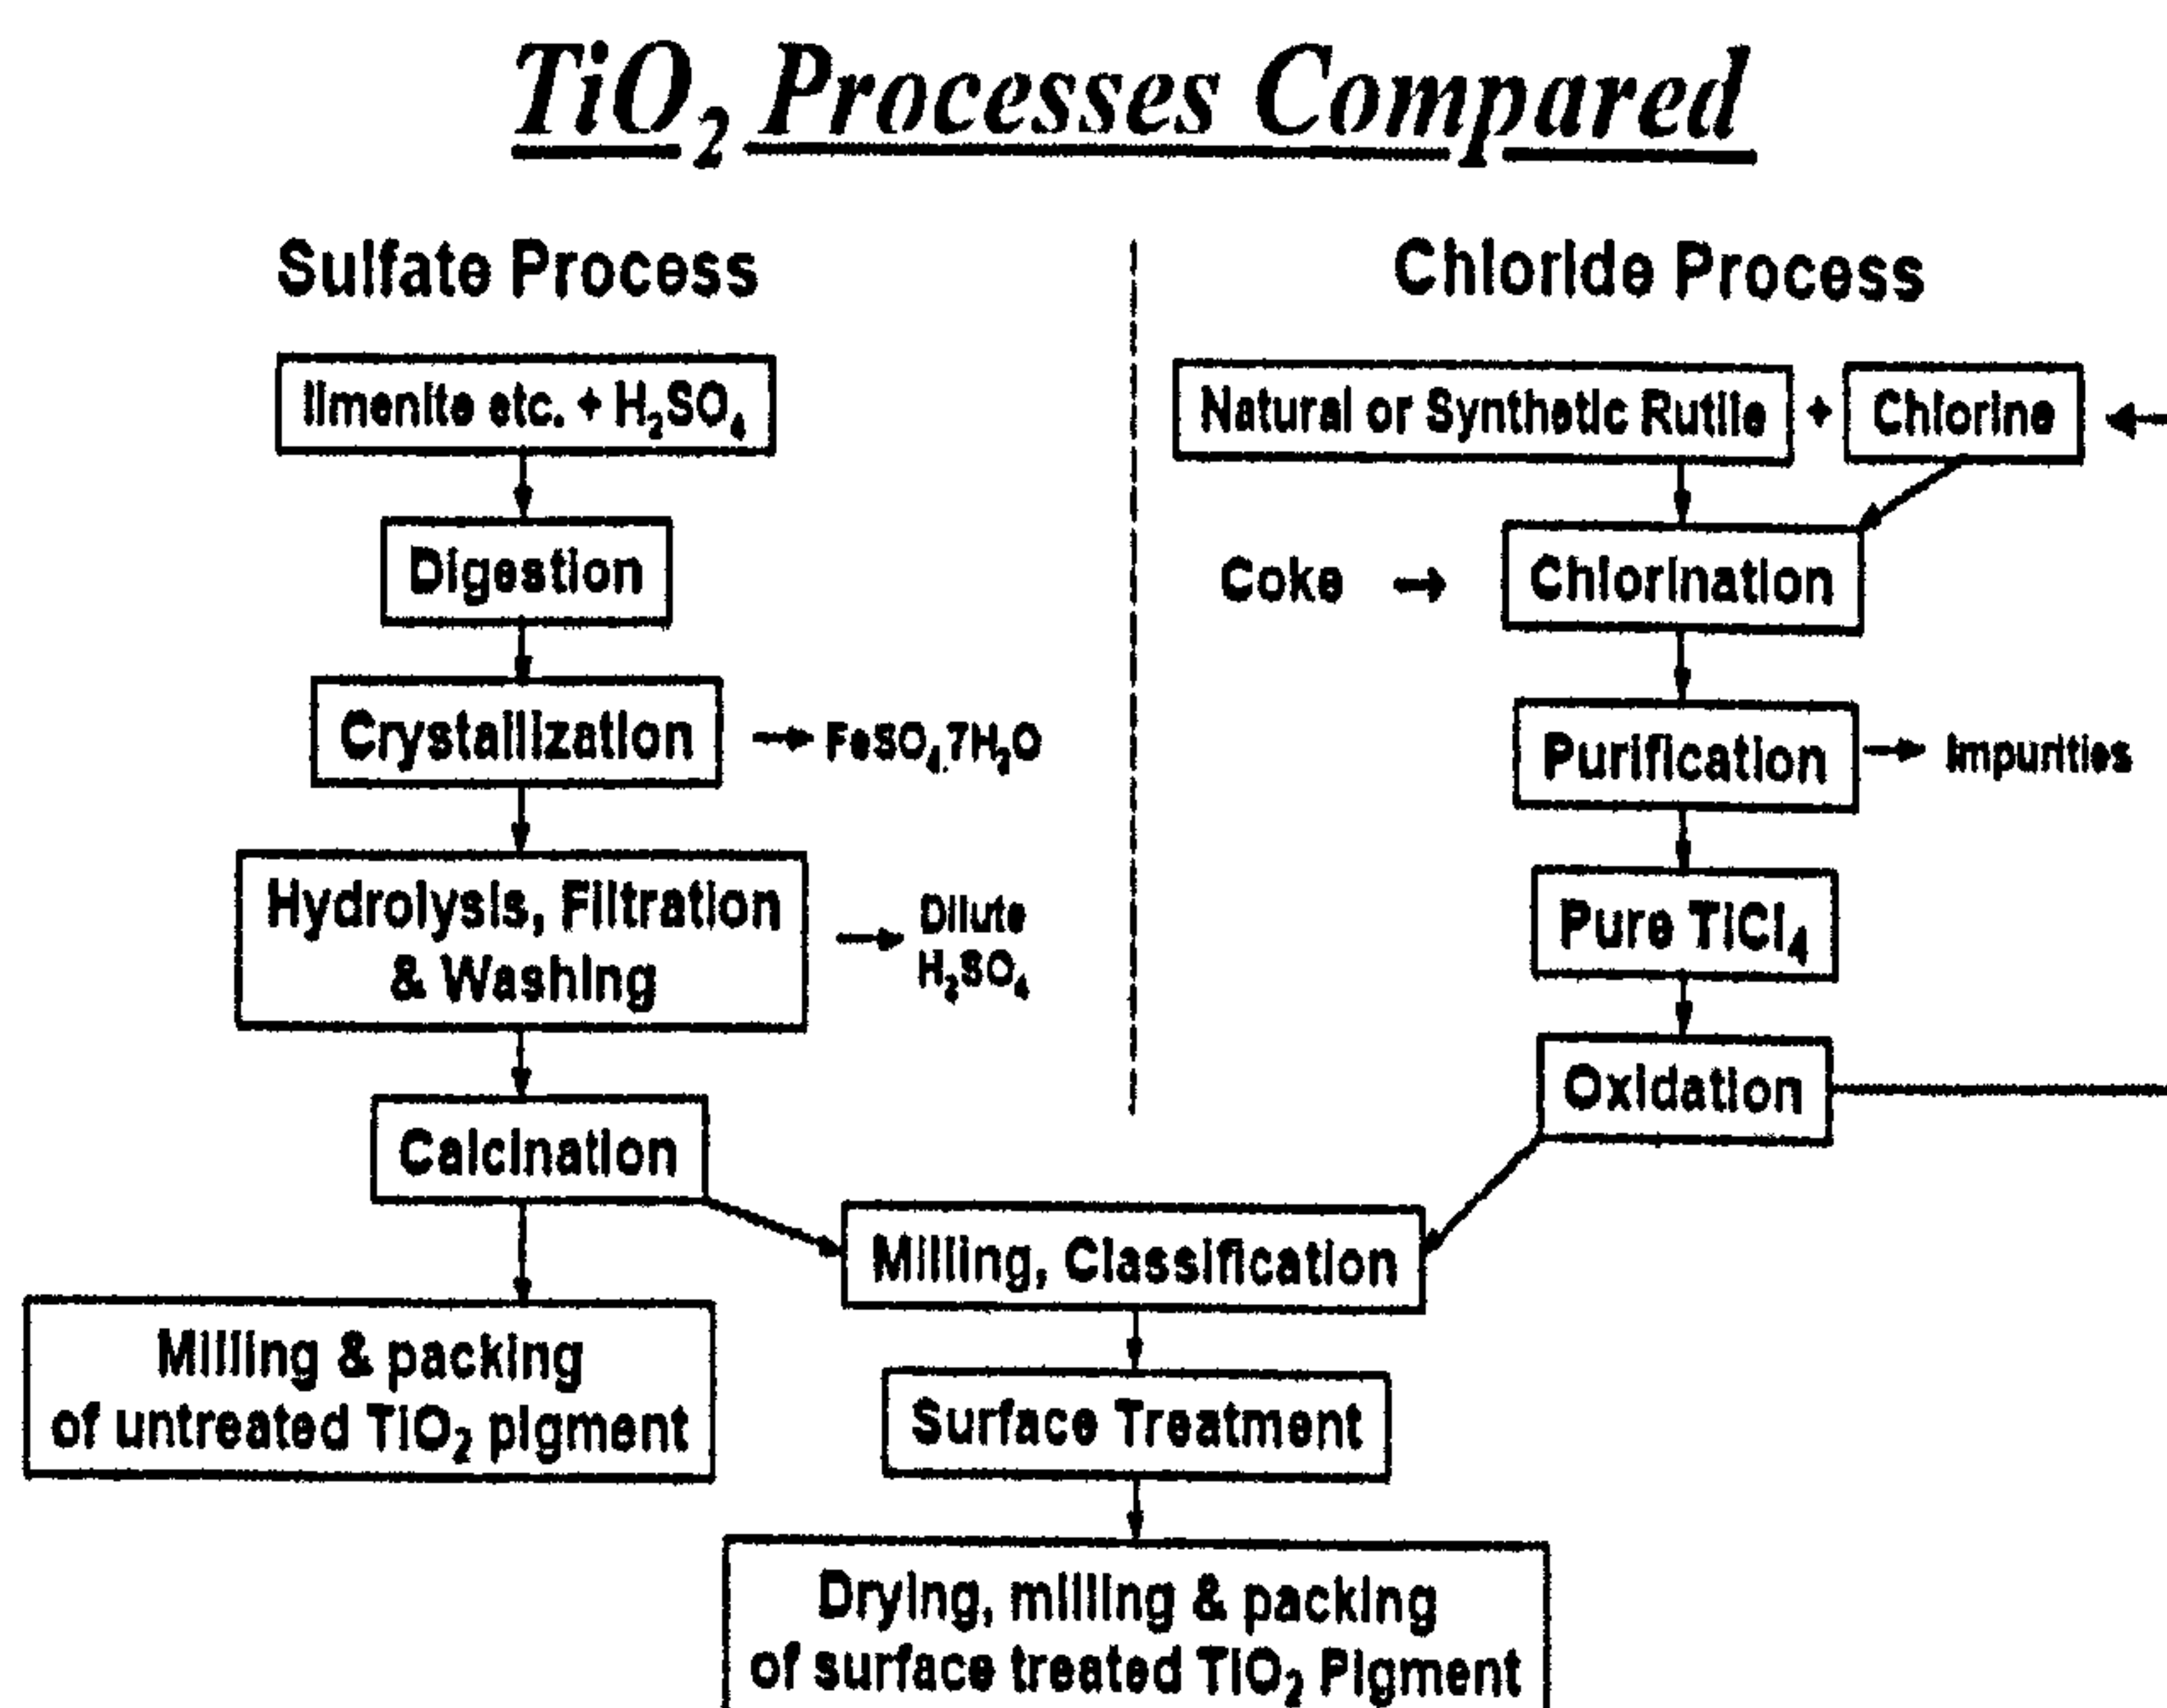 TiO₂ Processes Compared
Sulfate Process
Ilmenite etc. + H₂SO₄
Digestion
Crystallization
FeSO₄.7H₂O
Hydrolysis, Filtration
& Washing
Dilute
H₂SO₄
Calcination
Milling & packing
of untreated TiO₂ pigment
Chloride Process
Natural or Synthetic Rutile + Chlorine
Coke
Chlorination
Purification
Impurities
Pure TiCl₄
Oxidation
Milling, Classification
Surface Treatment
Drying, milling & packing
of surface treated TiO₂ Pigment